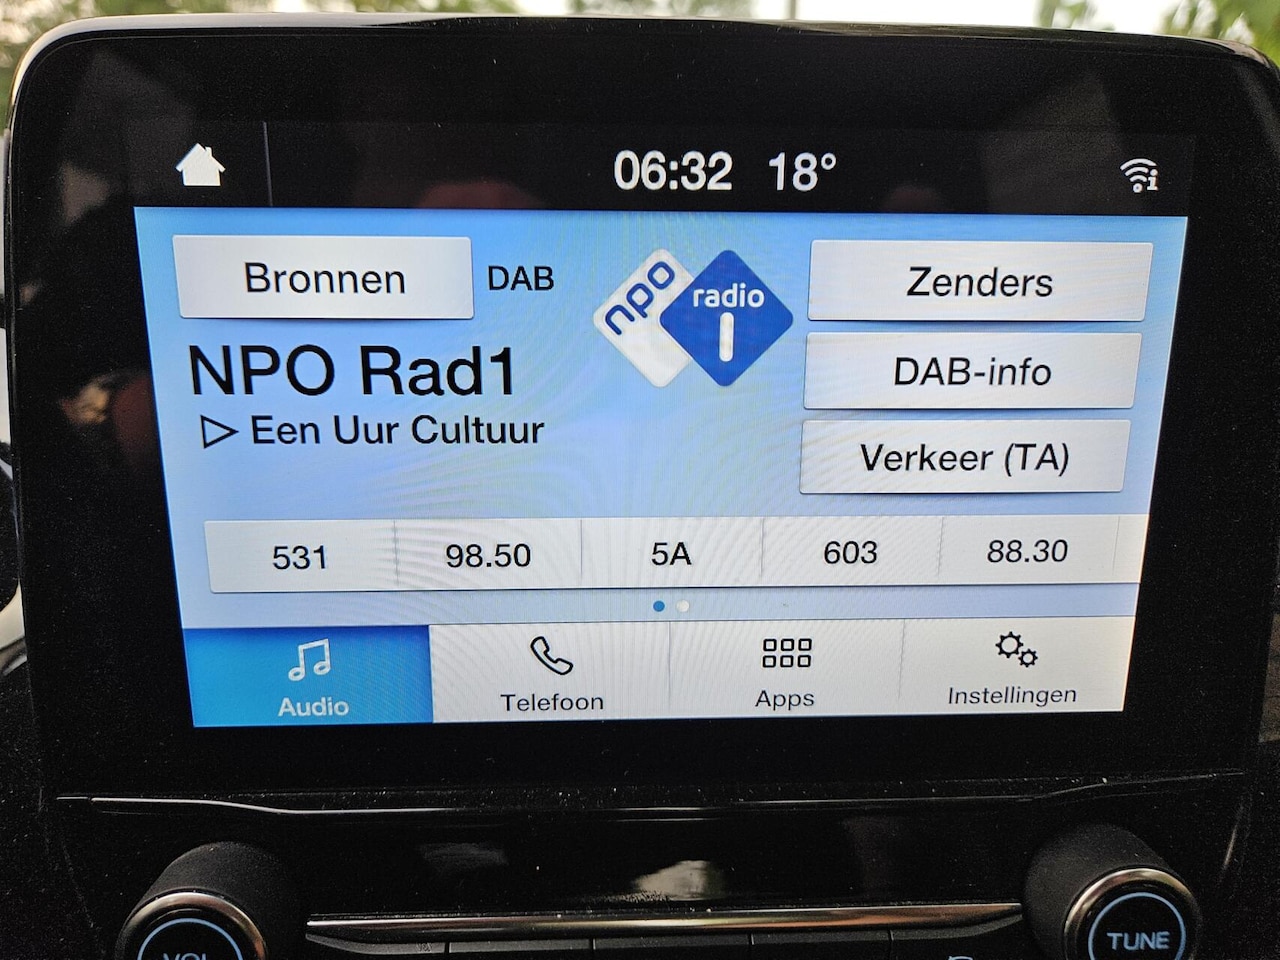 06:32 18°
Bronnen
DAB
npo
radio
1
Zenders
NPO Rad1
DAB-info
Een Uur Cultuur
Verkeer (TA)
531
98.50
5A
603
88.30
Audio
Telefoon
Apps
Instellingen
VOL
TUNE